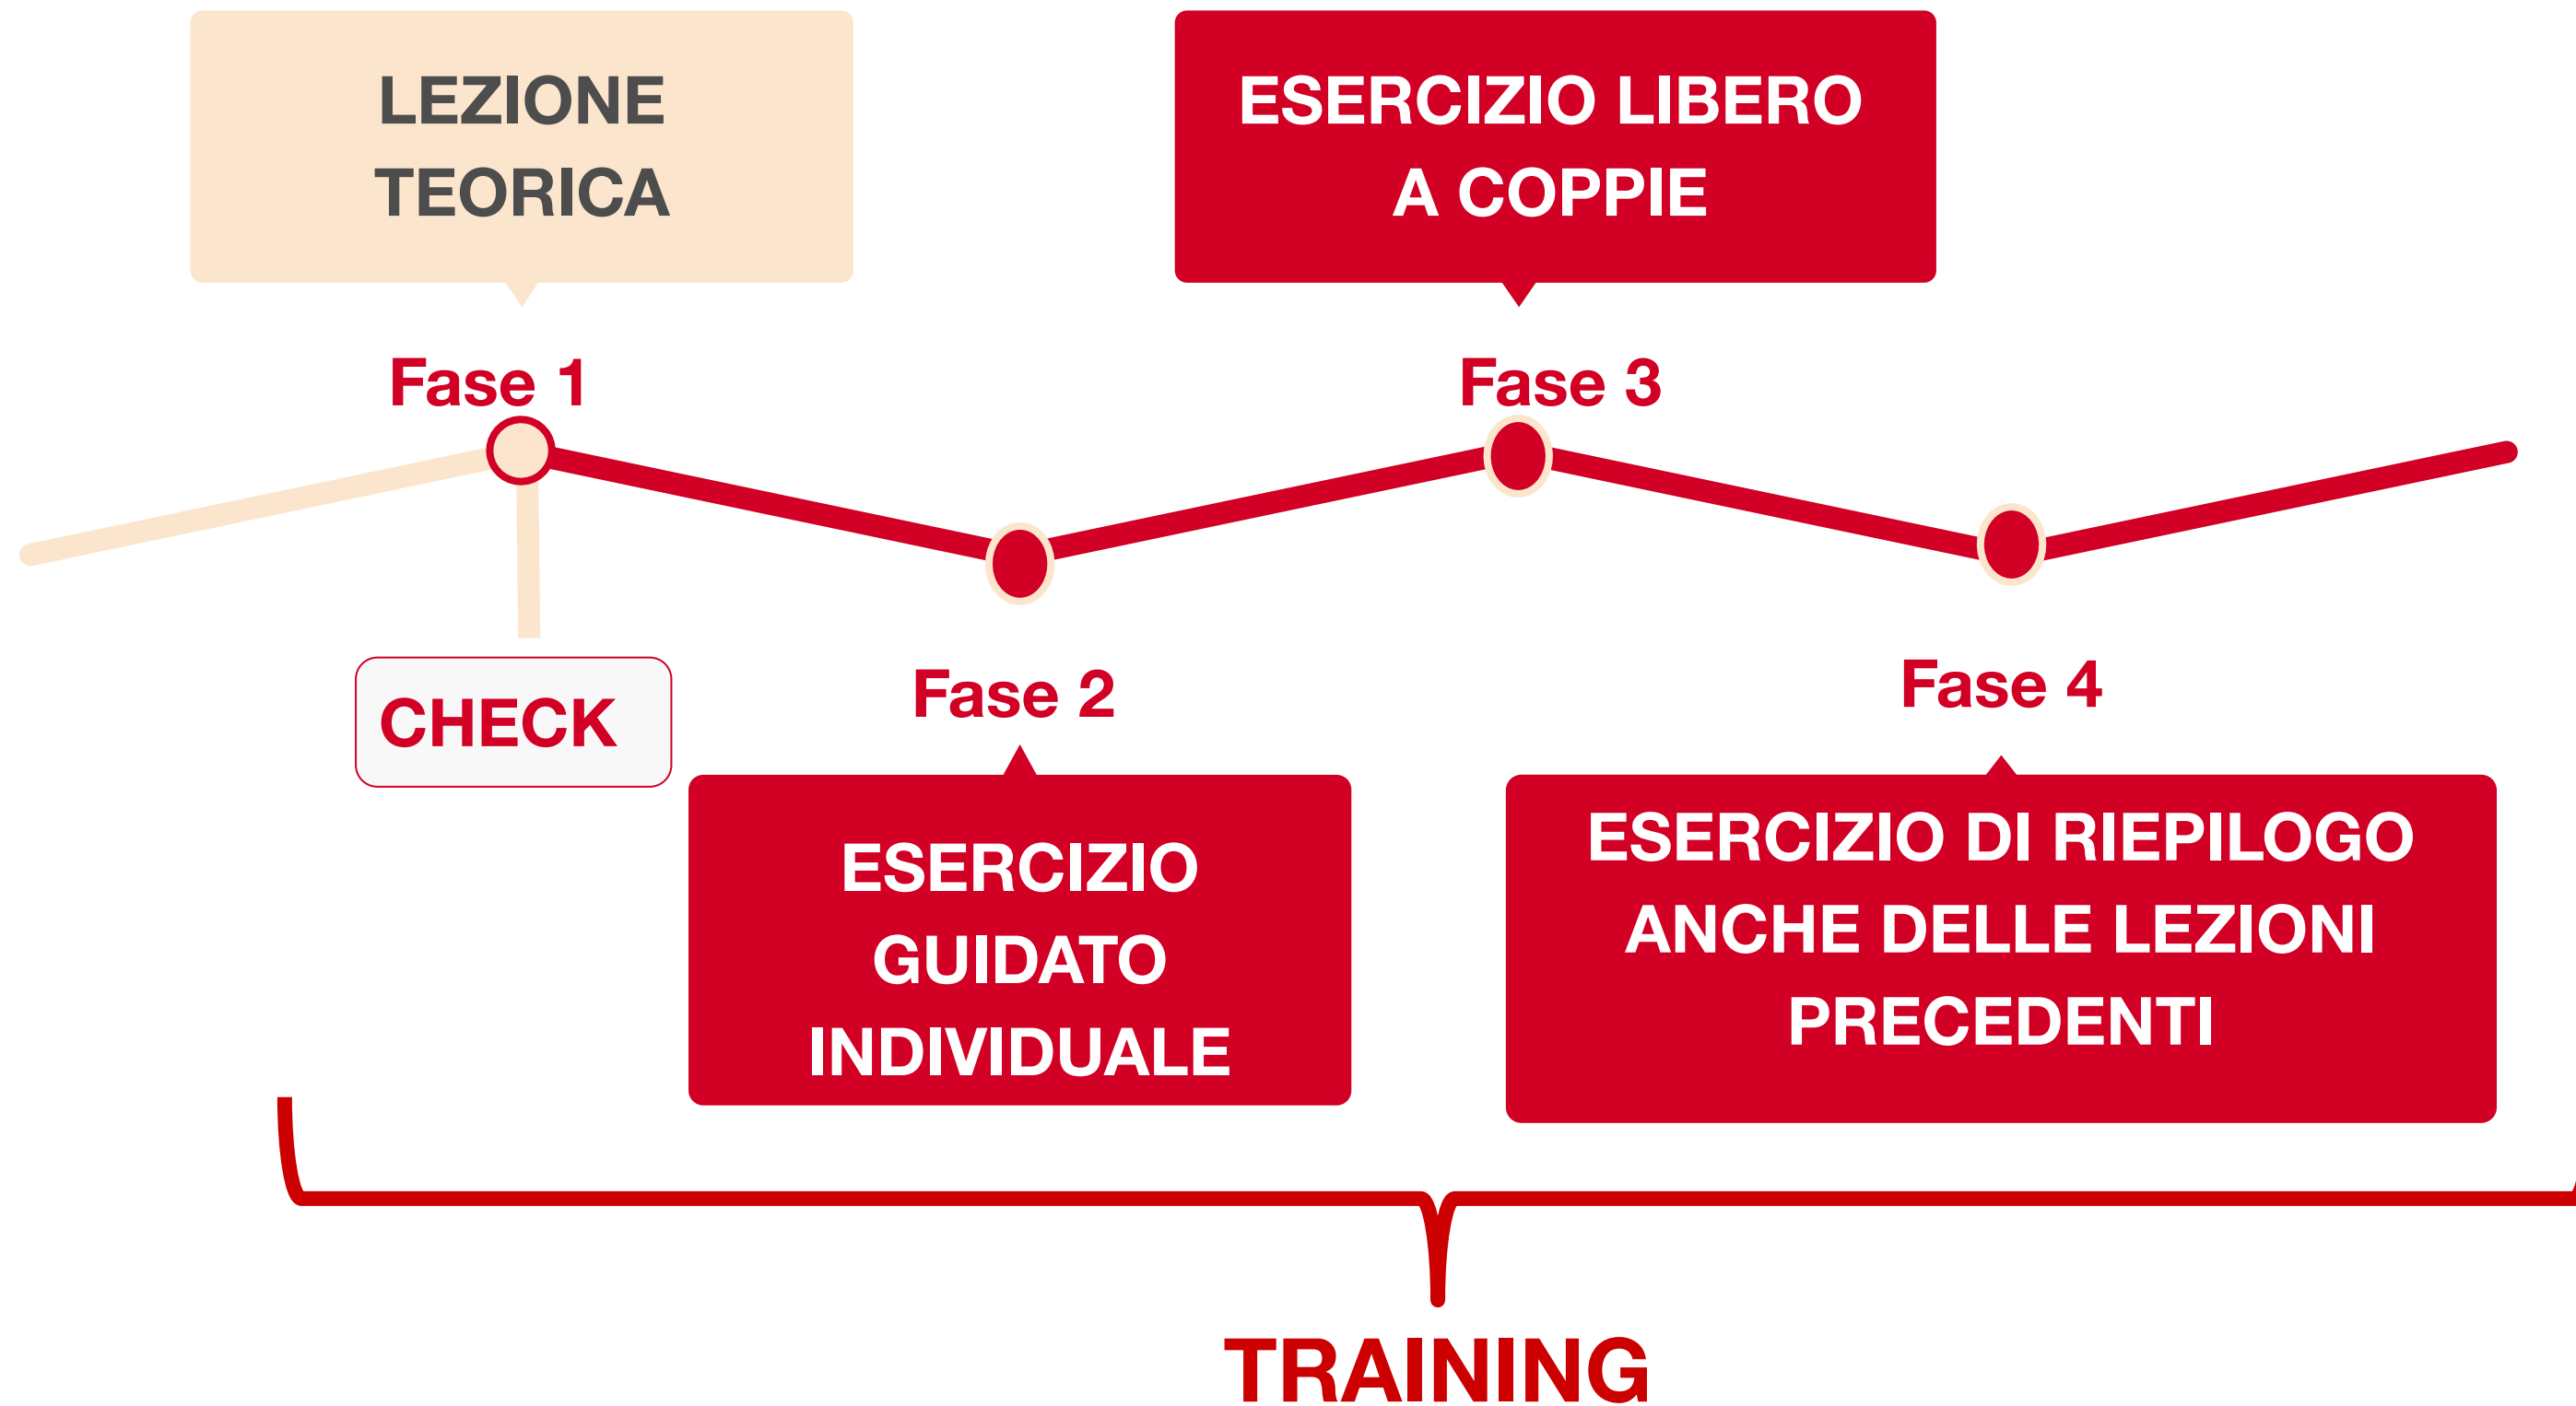 LEZIONE
TEORICA
ESERCIZIO LIBERO
A COPPIE
Fase 1
Fase 3
CHECK
Fase 2
Fase 4
ESERCIZIO
GUIDATO
INDIVIDUALE
ESERCIZIO DI RIEPILOGO
ANCHE DELLE LEZIONI
PRECEDENTI
TRAINING